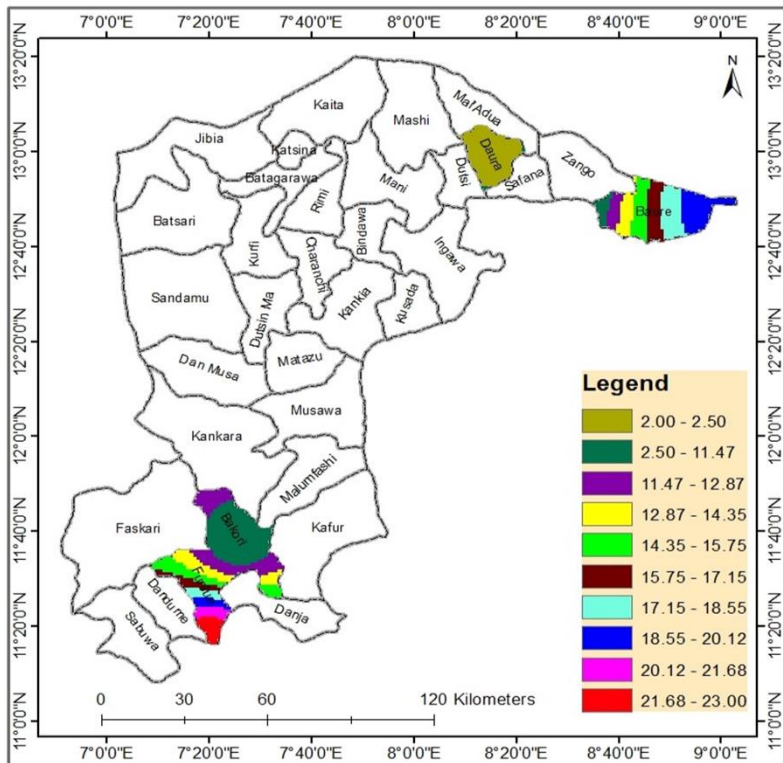 7°0'0"E 7°20'0"E 7°40'0"E 8°0'0"E 8°20'0"E 8°40'0"E 9°0'0"E
13°20'0"N
13°0'0"N
12°40'0"N
12°20'0"N
12°0'0"N
11°40'0"N
11°20'0"N
11°0'0"N
N
Kaita
Mashi
Mai'Adua
Jibia
Katsina
Daura
Zango
Batagarawa
Dutsi
Safana
Mani
Rimi
Baure
Batsari
Bindawa
Kurfi
Charanchi
Ingawa
Sandamu
Kankia
Kusada
Dutsin Ma
Matazu
Dan Musa
Musawa
Kankara
Malumfashi
Faskari
Bakori
Kafur
Dandume
Danja
Sabuwa
Legend
2.00 - 2.50
2.50 - 11.47
11.47 - 12.87
12.87 - 14.35
14.35 - 15.75
15.75 - 17.15
17.15 - 18.55
18.55 - 20.12
20.12 - 21.68
21.68 - 23.00
0 30 60 120 Kilometers
13°20'0"N
13°0'0"N
12°40'0"N
12°20'0"N
12°0'0"N
11°40'0"N
11°20'0"N
11°0'0"N
7°0'0"E 7°20'0"E 7°40'0"E 8°0'0"E 8°20'0"E 8°40'0"E 9°0'0"E